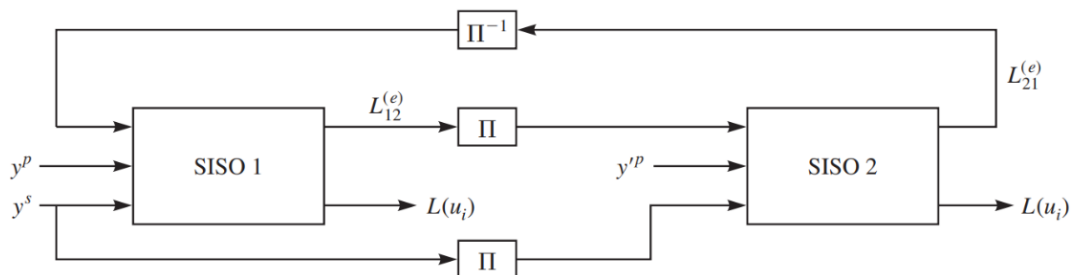 Π⁻¹
L₂₁⁽ᵉ⁾
L₁₂⁽ᵉ⁾
Π
yᵖ
SISO 1
y′ᵖ
SISO 2
yˢ
L(uᵢ)
L(uᵢ)
Π